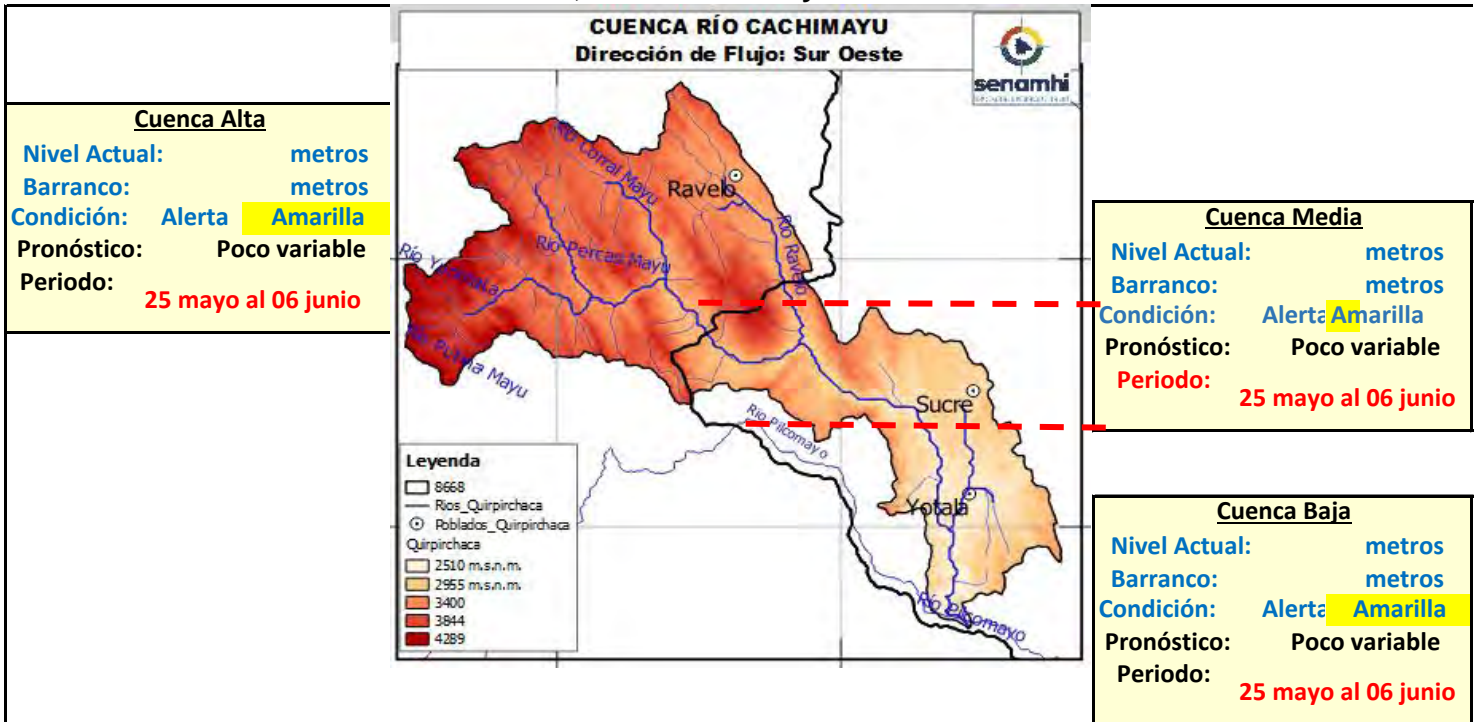 CUENCA RÍO CACHIMAYU
Dirección de Flujo: Sur Oeste
senamhi
Cuenca Alta
Nivel Actual: metros
Barranco: metros
Condición: Alerta Amarilla
Pronóstico: Poco variable
Periodo:
25 mayo al 06 junio
Río Corral Mayu
Ravelo
Río Ravelo
Río Percas Mayu
Mayu
Sucre
Río Pilcomayo
Yotala
Río Pilcomayo
Leyenda
8668
Rios_Quirpirchaca
Poblados_Quirpirchaca
Quirpirchaca
2510 m.s.n.m.
2955 m.s.n.m.
3400
3844
4289
Cuenca Media
Nivel Actual: metros
Barranco: metros
Condición: Alerta Amarilla
Pronóstico: Poco variable
Periodo:
25 mayo al 06 junio
Cuenca Baja
Nivel Actual: metros
Barranco: metros
Condición: Alerta Amarilla
Pronóstico: Poco variable
Periodo:
25 mayo al 06 junio